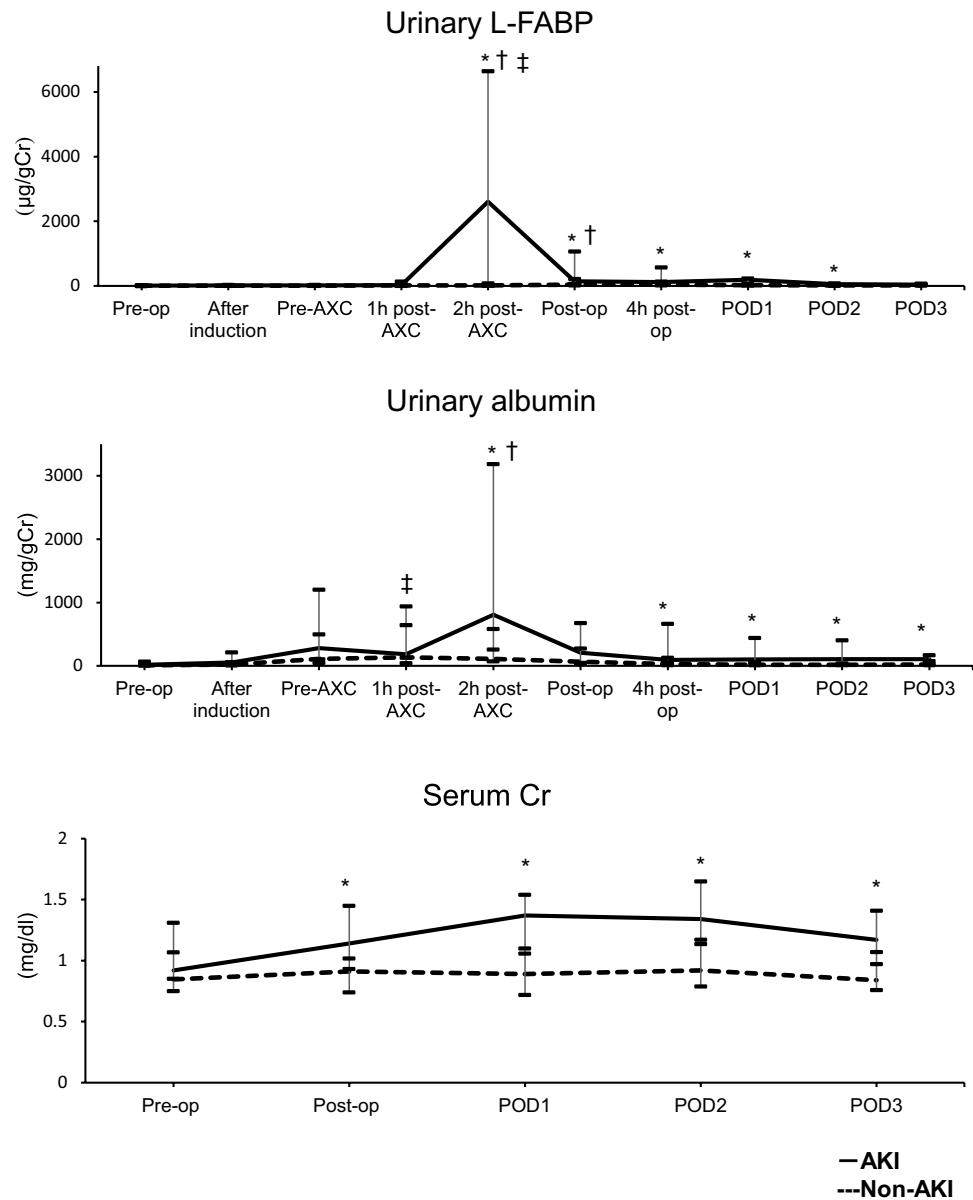 Urinary L-FABP
* † ‡
6000
4000
(µg/gCr)
2000
* †
*
*
*
0
Pre-op After induction Pre-AXC 1h post-AXC 2h post-AXC Post-op 4h post-op POD1 POD2 POD3
Urinary albumin
* †
3000
2000
(mg/gCr)
1000
‡
*
*
*
*
0
Pre-op After induction Pre-AXC 1h post-AXC 2h post-AXC Post-op 4h post-op POD1 POD2 POD3
Serum Cr
2
* * * *
1.5
(mg/dl)
1
0.5
0
Pre-op Post-op POD1 POD2 POD3
AKI
Non-AKI